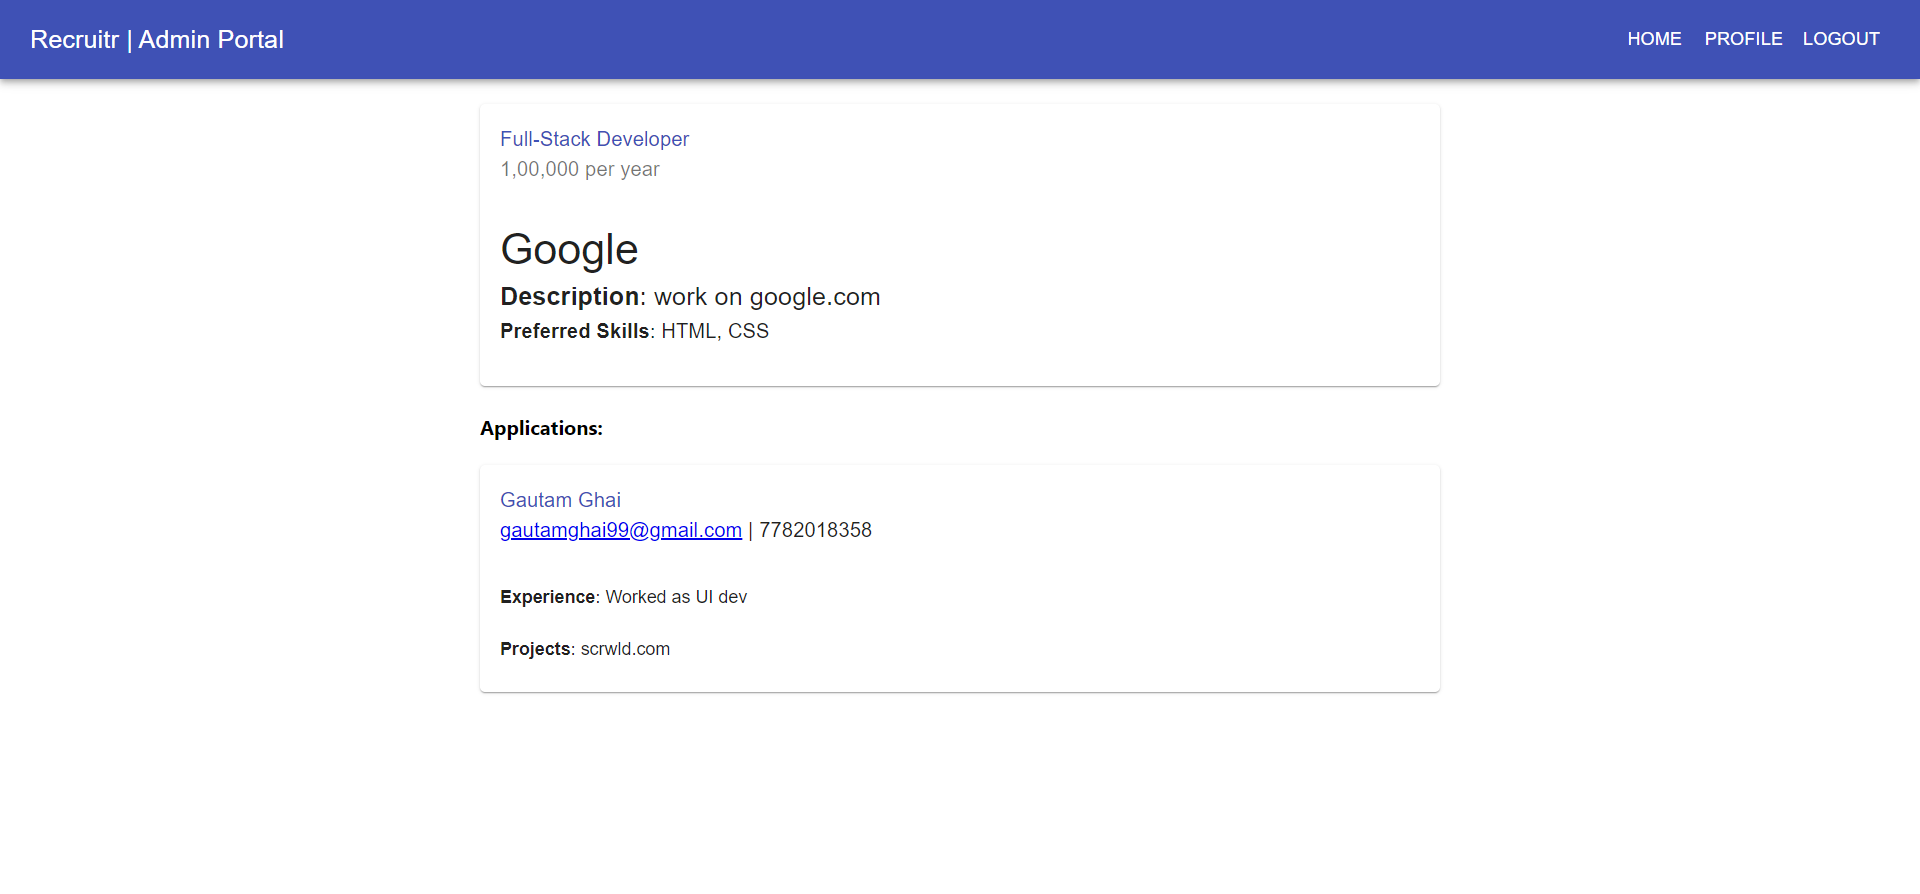 Recruitr | Admin Portal
HOME PROFILE LOGOUT
Full-Stack Developer
1,00,000 per year
Google
Description: work on google.com
Preferred Skills: HTML, CSS
Applications:
Gautam Ghai
gautamghai99@gmail.com | 7782018358
Experience: Worked as UI dev
Projects: scrwld.com